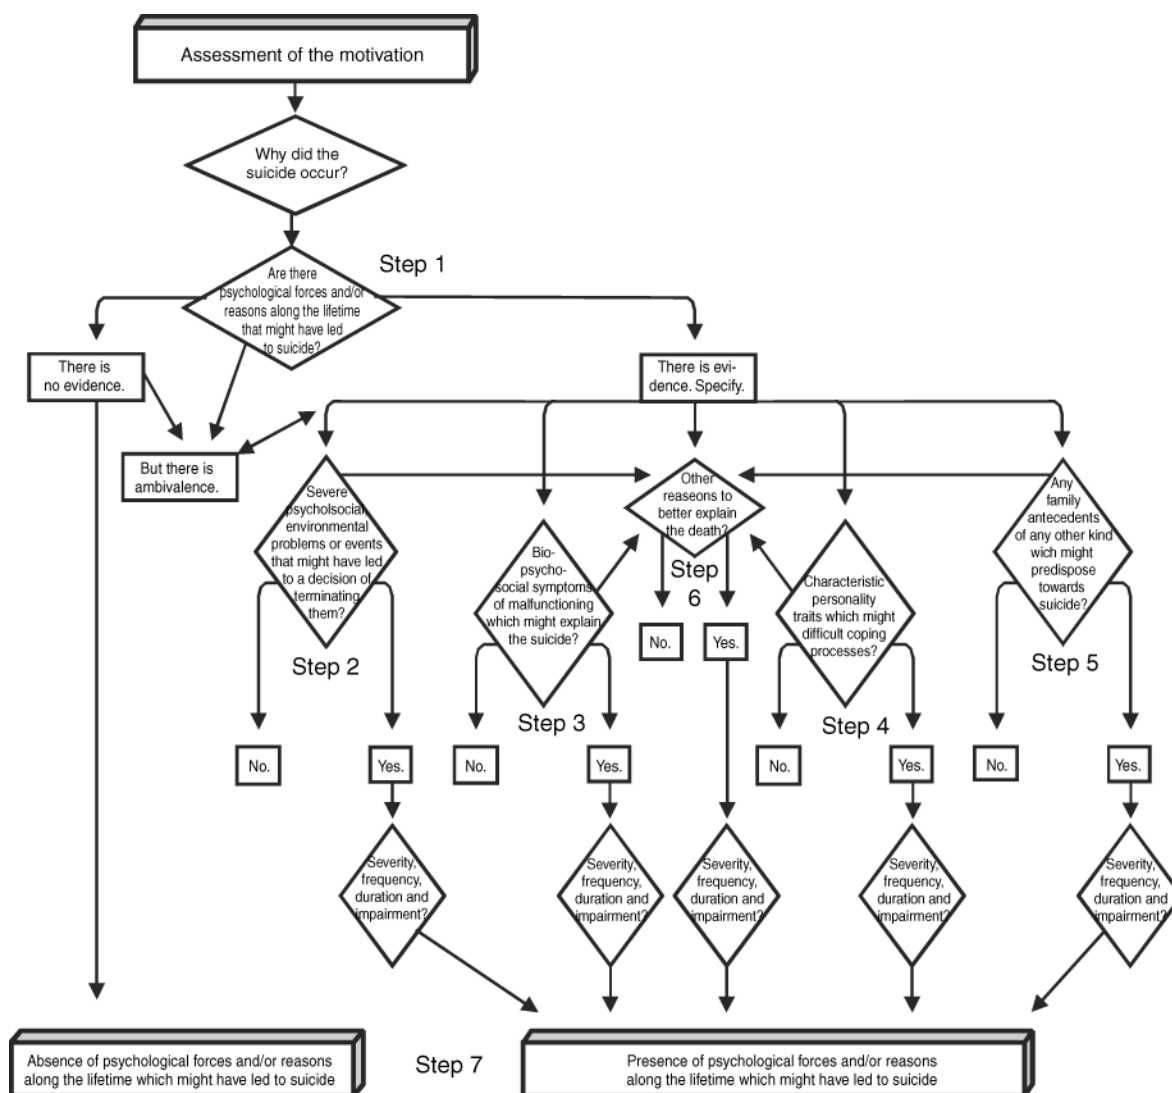 Assessment of the motivation
Why did the
suicide occur?
Step 1
Are there
psychological forces and/or
reasons along the lifetime
that might have led
to suicide?
There is
no evidence.
There is evi-
dence. Specify.
But there is
ambivalence.
Severe
psycholsocial
environmental
problems or events
that might have led
to a decision of
terminating
them?
Step 2
Bio-
psycho-
social symptoms
of malfunctioning
which might explain
the suicide?
Step 3
Other
reaseons to
better explain
the death?
Step
6
Characteristic
personality
traits which might
difficult coping
processes?
Step 4
Any
family
antecedents
of any other kind
wich might
predispose
towards
suicide?
Step 5
No.
Yes.
No.
Yes.
No.
Yes.
No.
Yes.
No.
Yes.
Severity,
frequency,
duration and
impairment?
Severity,
frequency,
duration and
impairment?
Severity,
frequency,
duration and
impairment?
Severity,
frequency,
duration and
impairment?
Severity,
frequency,
duration and
impairment?
Absence of psychological forces and/or reasons
along the lifetime which might have led to suicide
Step 7
Presence of psychological forces and/or reasons
along the lifetime which might have led to suicide